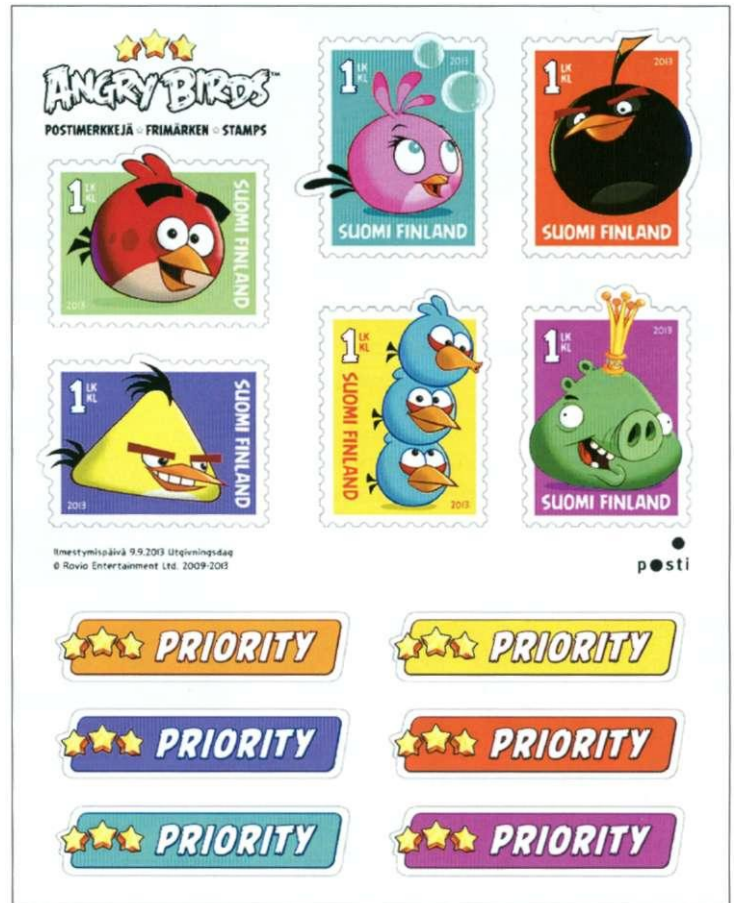 ANGRY BIRDS™
POSTIMERKKEJÄ ☆ FRIMÄRKEN ☆ STAMPS
1 LK KL
SUOMI FINLAND
2013
1 LK KL
2013
SUOMI FINLAND
1 LK KL
2013
SUOMI FINLAND
1 LK KL
SUOMI FINLAND
2013
1 LK KL
SUOMI FINLAND
2013
1 LK KL
2013
SUOMI FINLAND
Ilmestymispäivä 9.9.2013 Utgivningsdag
© Rovio Entertainment Ltd. 2009-2013
posti
PRIORITY
PRIORITY
PRIORITY
PRIORITY
PRIORITY
PRIORITY